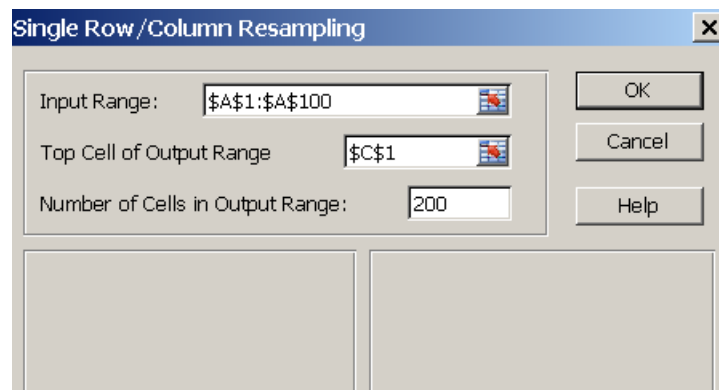 Single Row/Column Resampling
Input Range: $A$1:$A$100
OK
Top Cell of Output Range $C$1
Cancel
Number of Cells in Output Range: 200
Help